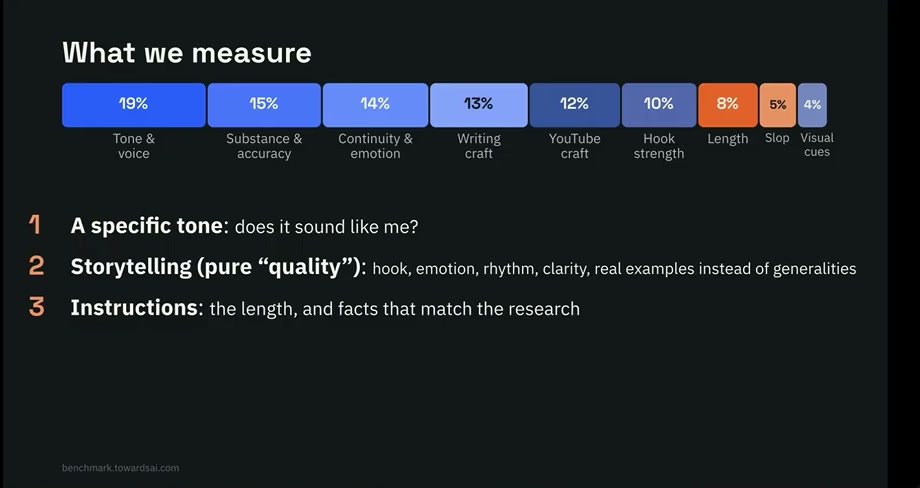 What we measure
19% 15% 14% 13% 12% 10% 8% 5% 4%
Tone & voice
Substance & accuracy
Continuity & emotion
Writing craft
YouTube craft
Hook strength
Length
Slop
Visual cues
1 A specific tone: does it sound like me?
2 Storytelling (pure “quality”): hook, emotion, rhythm, clarity, real examples instead of generalities
3 Instructions: the length, and facts that match the research
benchmark.towardsai.com